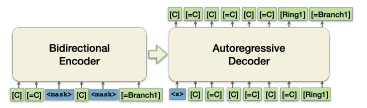 [C] [=C] [C] [=C] [C] [=C] [Ring1] [=Branch1]
Bidirectional Encoder
Autoregressive Decoder
[C] [=C] <mask> [C] <mask> [=Branch1]
<s> [C] [=C] [C] [=C] [C] [=C] [Ring1]